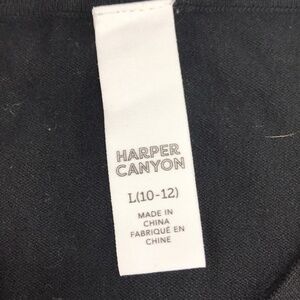 HARPER
CANYON
L(10-12)
MADE IN
CHINA
FABRIQUÉ EN
CHINE